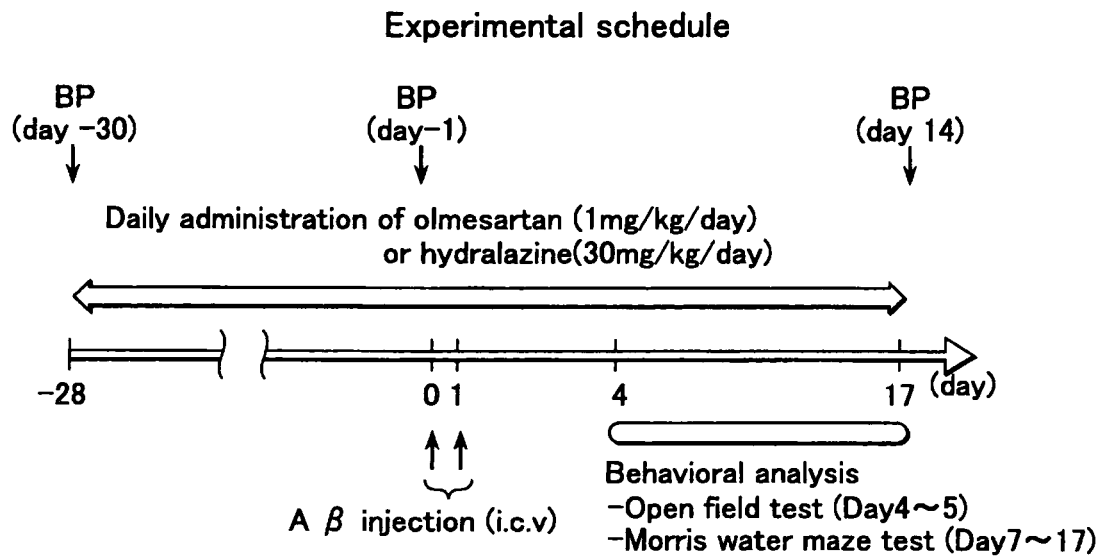 Experimental schedule
BP
(day -30)
BP
(day-1)
BP
(day 14)
Daily administration of olmesartan (1mg/kg/day)
or hydralazine(30mg/kg/day)
-28
0
1
4
17
(day)
A β injection (i.c.v)
Behavioral analysis
-Open field test (Day4～5)
-Morris water maze test (Day7～17)